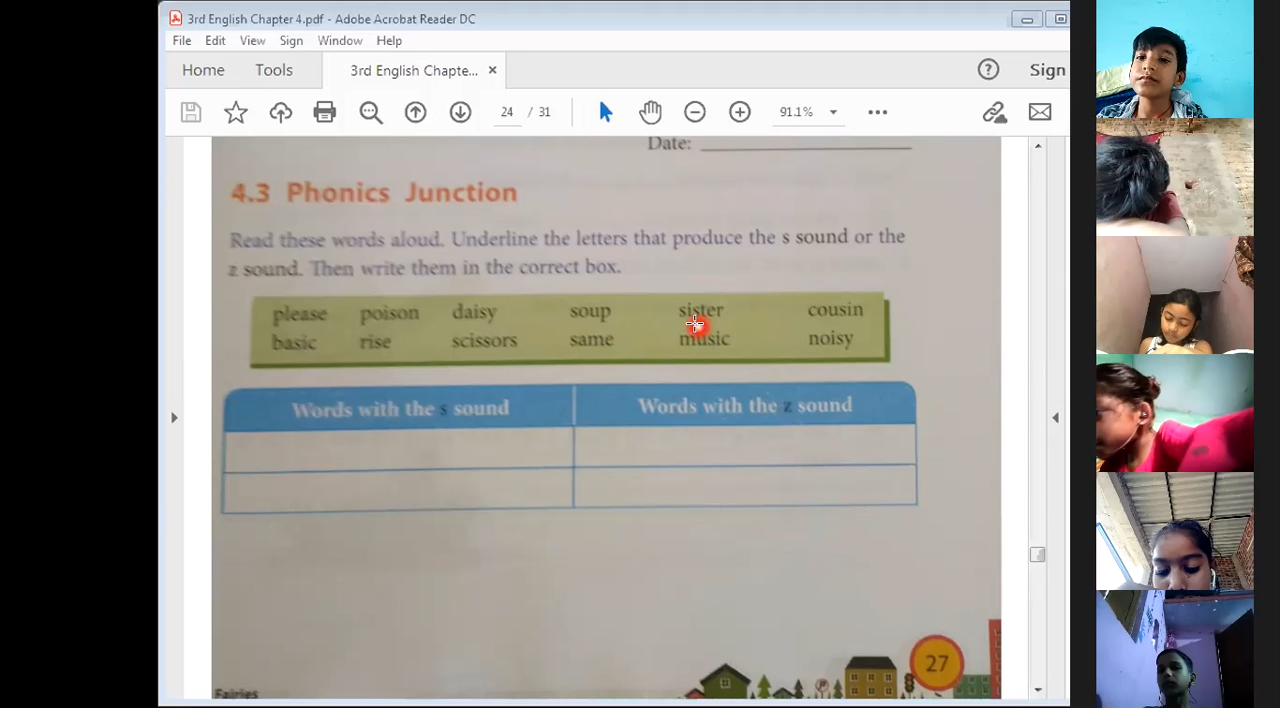 3rd English Chapter 4.pdf - Adobe Acrobat Reader DC
File Edit View Sign Window Help
Home Tools 3rd English Chapte... × Sign
24 / 31 91.1%
Date:
4.3 Phonics Junction
Read these words aloud. Underline the letters that produce the s sound or the
z sound. Then write them in the correct box.
please poison daisy soup sister cousin
basic rise scissors same music noisy
Words with the s sound Words with the z sound
27
Fairies